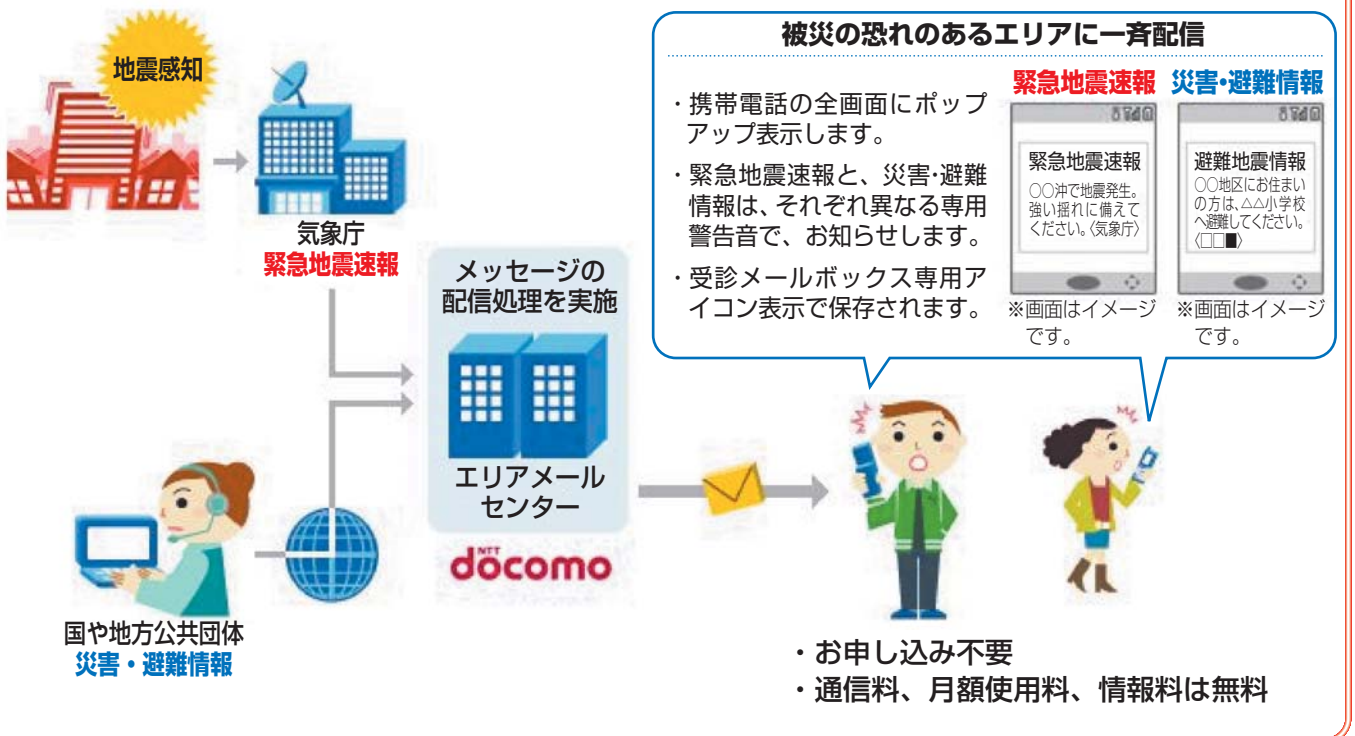 地震感知
気象庁
緊急地震速報
国や地方公共団体
災害・避難情報
メッセージの
配信処理を実施
エリアメール
センター
NTT
docomo
被災の恐れのあるエリアに一斉配信
・携帯電話の全画面にポップ
アップ表示します。
・緊急地震速報と、災害・避難
情報は、それぞれ異なる専用
警告音で、お知らせします。
・受診メールボックス専用ア
イコン表示で保存されます。
緊急地震速報
緊急地震速報
〇〇沖で地震発生。
強い揺れに備えて
ください。〈気象庁〉
※画面はイメージ
です。
災害・避難情報
避難地震情報
〇〇地区にお住まい
の方は、△△小学校
へ避難してください。
〈□□■〉
※画面はイメージ
です。
・お申し込み不要
・通信料、月額使用料、情報料は無料